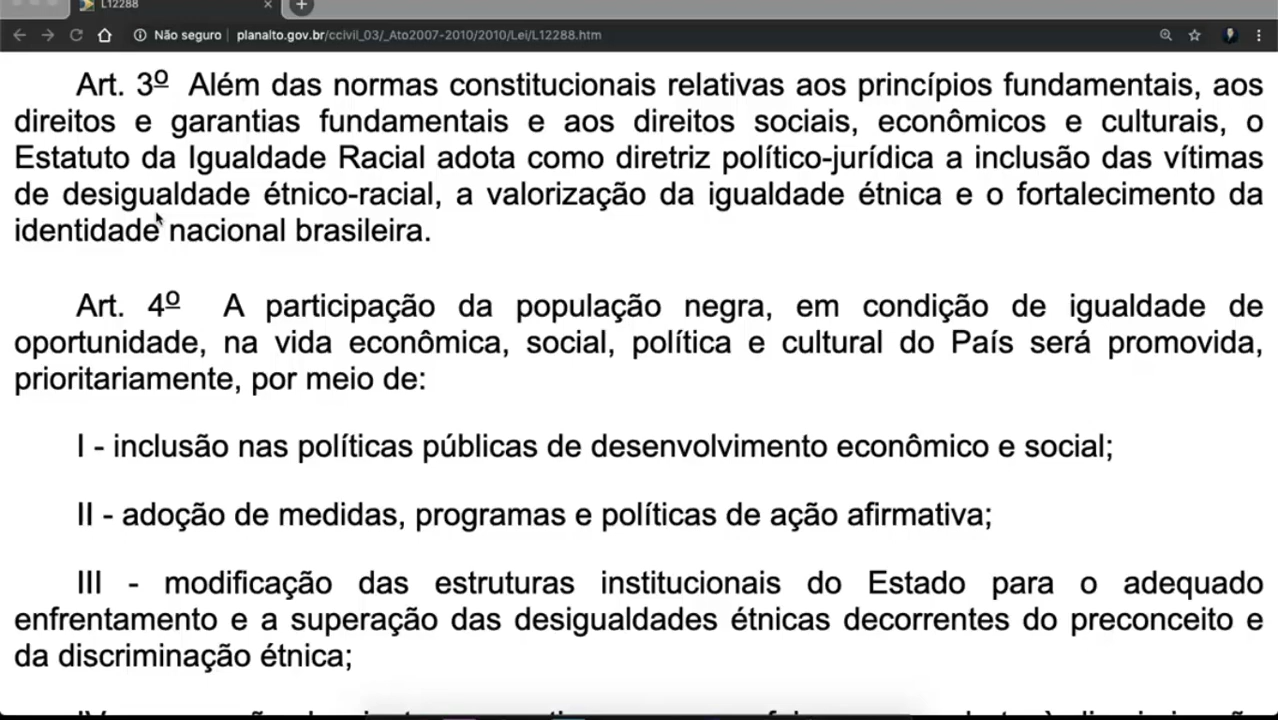 L12288
Não seguro planalto.gov.br/ccivil_03/_Ato2007-2010/2010/Lei/L12288.htm
Art. 3º Além das normas constitucionais relativas aos princípios fundamentais, aos
direitos e garantias fundamentais e aos direitos sociais, econômicos e culturais, o
Estatuto da Igualdade Racial adota como diretriz político-jurídica a inclusão das vítimas
de desigualdade étnico-racial, a valorização da igualdade étnica e o fortalecimento da
identidade nacional brasileira.
Art. 4º A participação da população negra, em condição de igualdade de
oportunidade, na vida econômica, social, política e cultural do País será promovida,
prioritariamente, por meio de:
I - inclusão nas políticas públicas de desenvolvimento econômico e social;
II - adoção de medidas, programas e políticas de ação afirmativa;
III - modificação das estruturas institucionais do Estado para o adequado
enfrentamento e a superação das desigualdades étnicas decorrentes do preconceito e
da discriminação étnica;